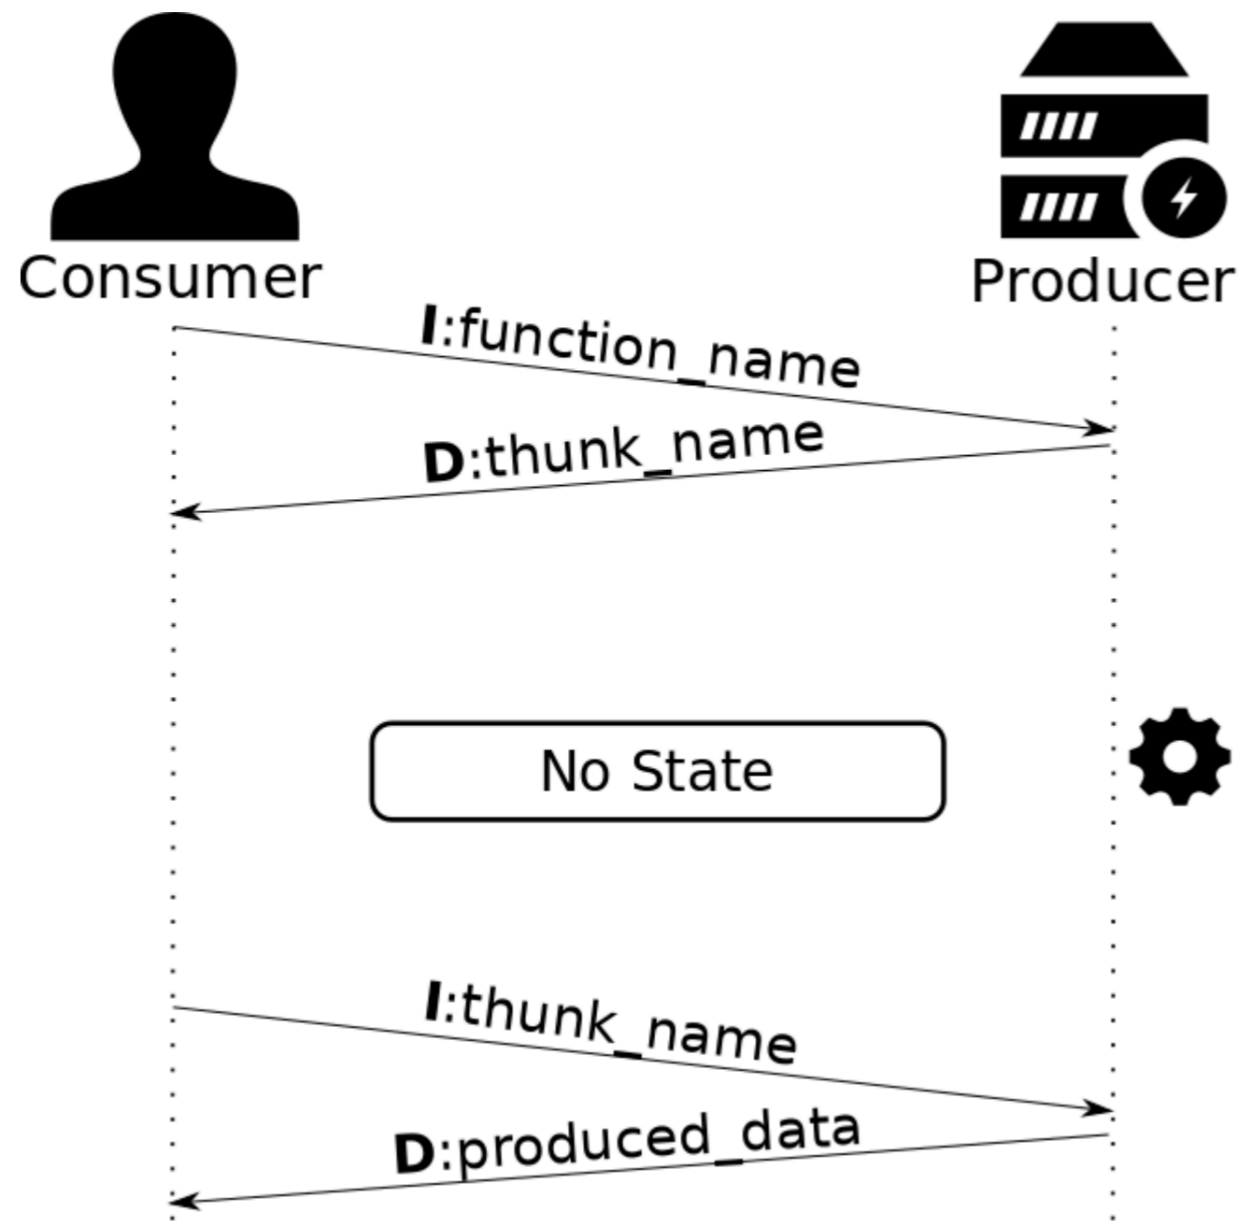 Consumer
Producer
I:function_name
D:thunk_name
No State
I:thunk_name
D:produced_data